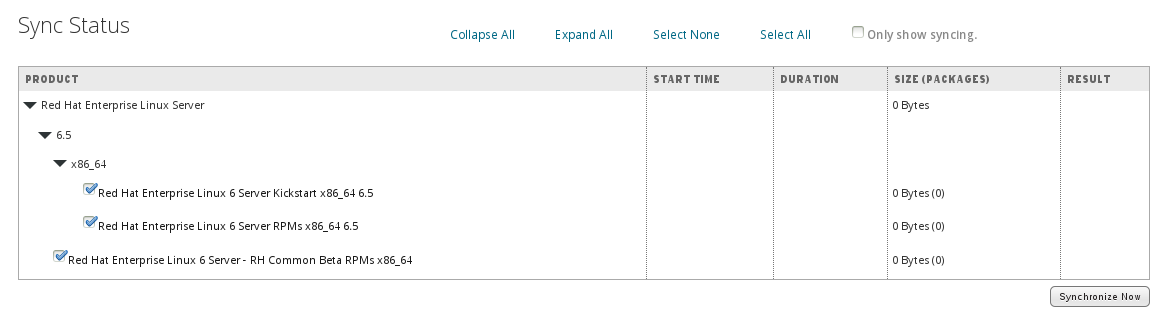 Sync Status
Collapse All Expand All Select None Select All Only show syncing.
PRODUCT START TIME DURATION SIZE (PACKAGES) RESULT
Red Hat Enterprise Linux Server 0 Bytes
6.5
x86_64
Red Hat Enterprise Linux 6 Server Kickstart x86_64 6.5 0 Bytes (0)
Red Hat Enterprise Linux 6 Server RPMs x86_64 6.5 0 Bytes (0)
Red Hat Enterprise Linux 6 Server - RH Common Beta RPMs x86_64 0 Bytes (0)
Synchronize Now